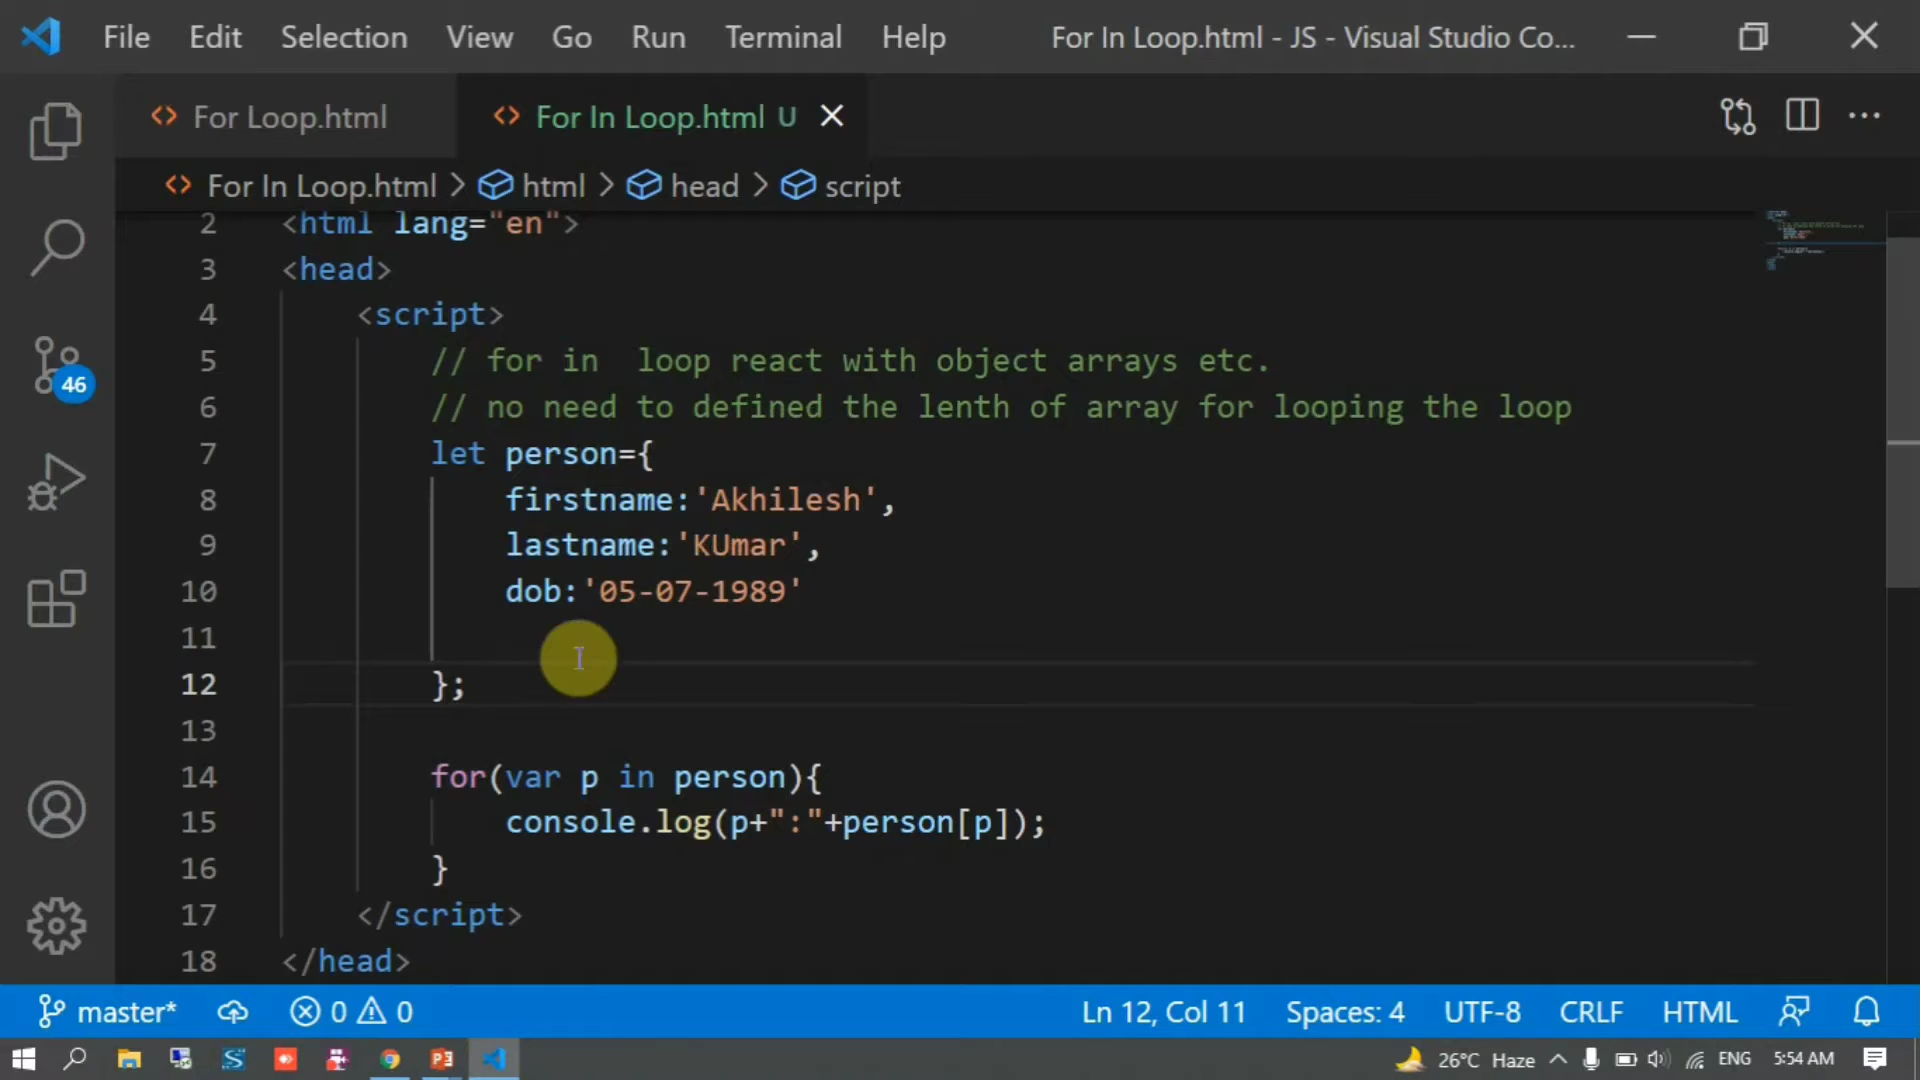 File Edit Selection View Go Run Terminal Help For In Loop.html - JS - Visual Studio Co...
For Loop.html For In Loop.html U
For In Loop.html > html > head > script
2 <html lang="en">
3 <head>
4 <script>
5 // for in  loop react with object arrays etc.
6 // no need to defined the lenth of array for looping the loop
7 let person={
8 firstname:'Akhilesh',
9 lastname:'KUmar',
10 dob:'05-07-1989'
11
12 };
13
14 for(var p in person){
15 console.log(p+":"+person[p]);
16 }
17 </script>
18 </head>
46
master* 0 0 Ln 12, Col 11 Spaces: 4 UTF-8 CRLF HTML
26°C Haze ENG 5:54 AM